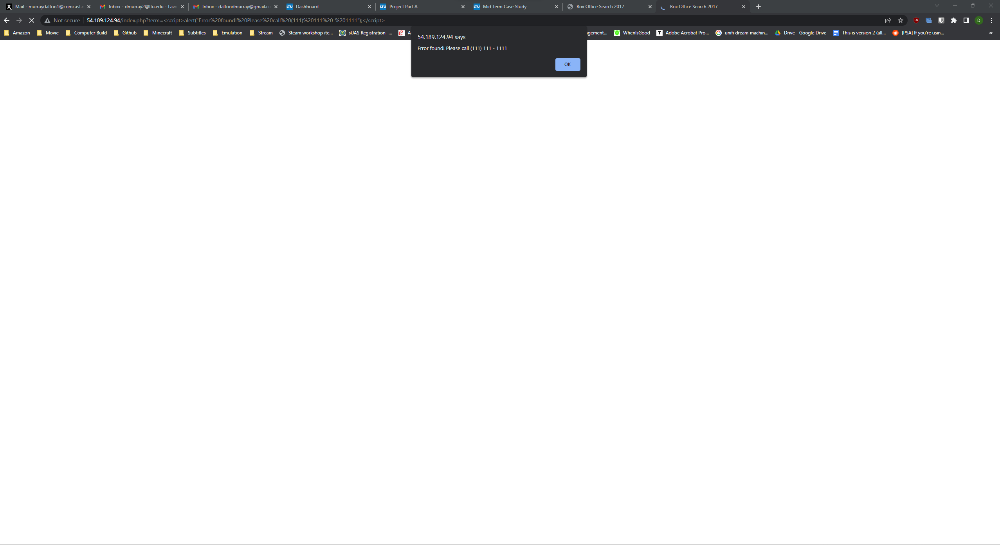 Mail - murraydalton1@comcast.n
Inbox - dmurray2@ltu.edu - Lawr
Inbox - daltondmurray@gmail.co
LTU Dashboard
LTU Project Part A
LTU Mid Term Case Study
Box Office Search 2017
Box Office Search 2017
Not secure 54.189.124.94/index.php?term=<script>alert("Error%20found!%20Please%20call%20(111)%20111%20-%201111");</script>
D
Amazon
Movie
Computer Build
Github
Minecraft
Subtitles
Emulation
Stream
Steam workshop ite...
sUAS Registration -...
A
agement...
WhenIsGood
T Adobe Acrobat Pro...
unifi dream machin...
Drive - Google Drive
This is version 2 (all...
[PSA] If you're usin...
»
54.189.124.94 says
Error found! Please call (111) 111 - 1111
OK